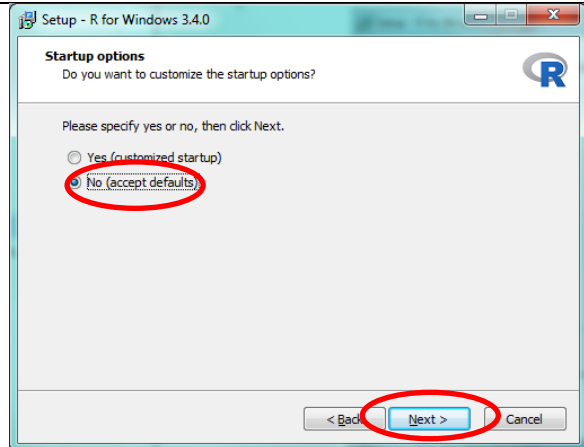 Setup - R for Windows 3.4.0
Startup options
Do you want to customize the startup options?
R
Please specify yes or no, then click Next.
Yes (customized startup)
No (accept defaults)
< Back Next > Cancel